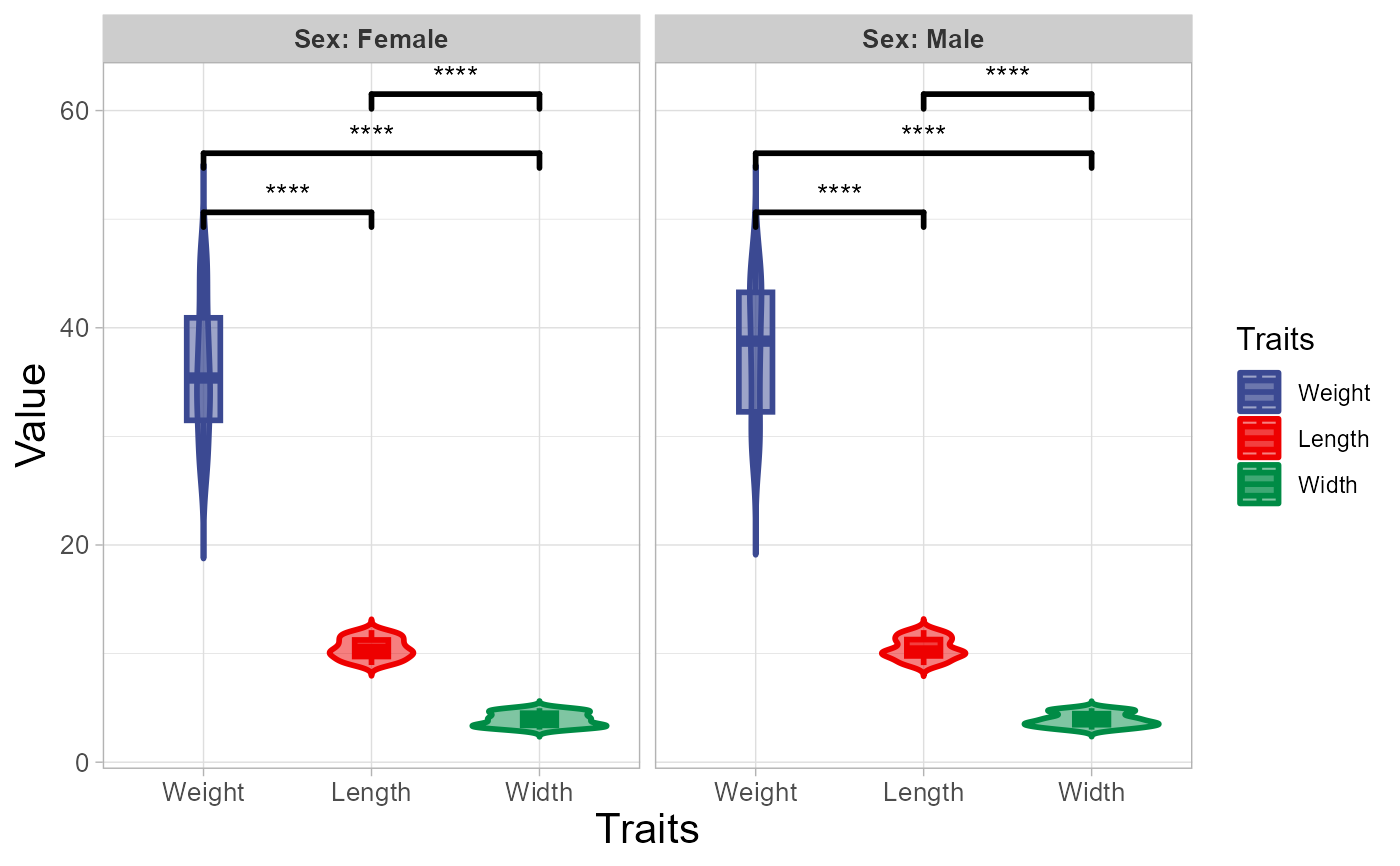 Sex: Female
Sex: Male
****
****
****
****
****
****
60
40
20
0
Value
Weight
Length
Width
Weight
Length
Width
Traits
Traits
Weight
Length
Width